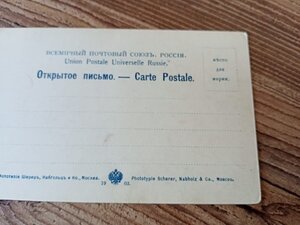 ВСЕМІРНЫЙ ПОЧТОВЫЙ СОЮЗЪ. РОССІЯ.
Union Postale Universelle Russie.
Открытое письмо. — Carte Postale.
МѢСТО
ДЛЯ
МАРКИ.
Шереръ, Набгольцъ и Ко., Москва.
19 03.
Phototypie Scherer, Nabholz & Co., Moscou.